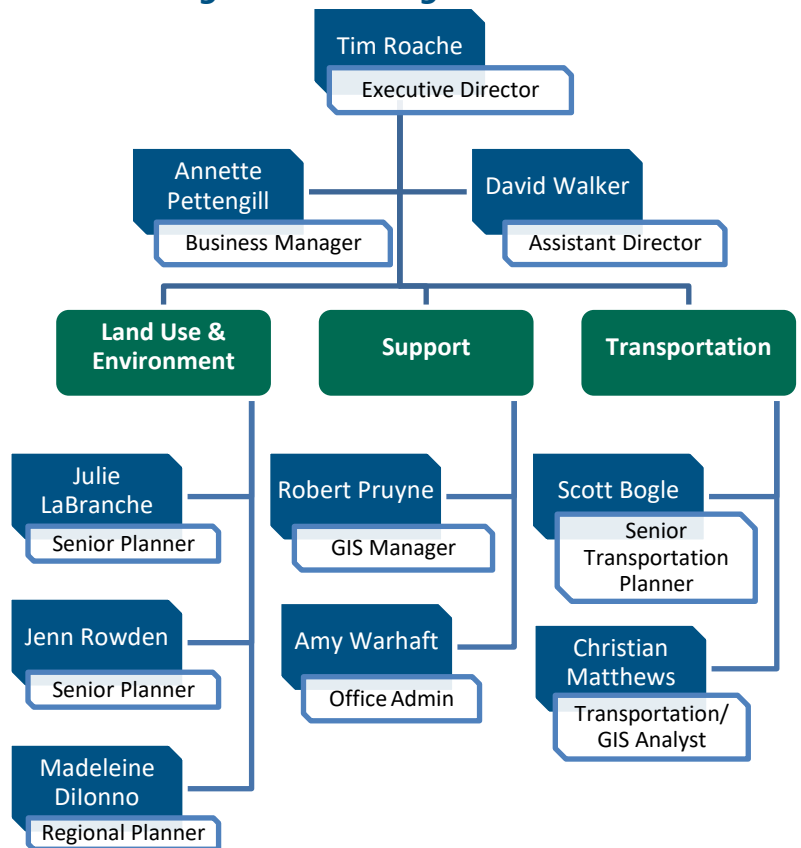 Tim Roache
Executive Director
Annette
Pettengill
Business Manager
David Walker
Assistant Director
Land Use &
Environment
Support
Transportation
Julie
LaBranche
Senior Planner
Robert Pruyne
GIS Manager
Scott Bogle
Senior
Transportation
Planner
Jenn Rowden
Senior Planner
Amy Warhaft
Office Admin
Christian
Matthews
Transportation/
GIS Analyst
Madeleine
DiIonno
Regional Planner